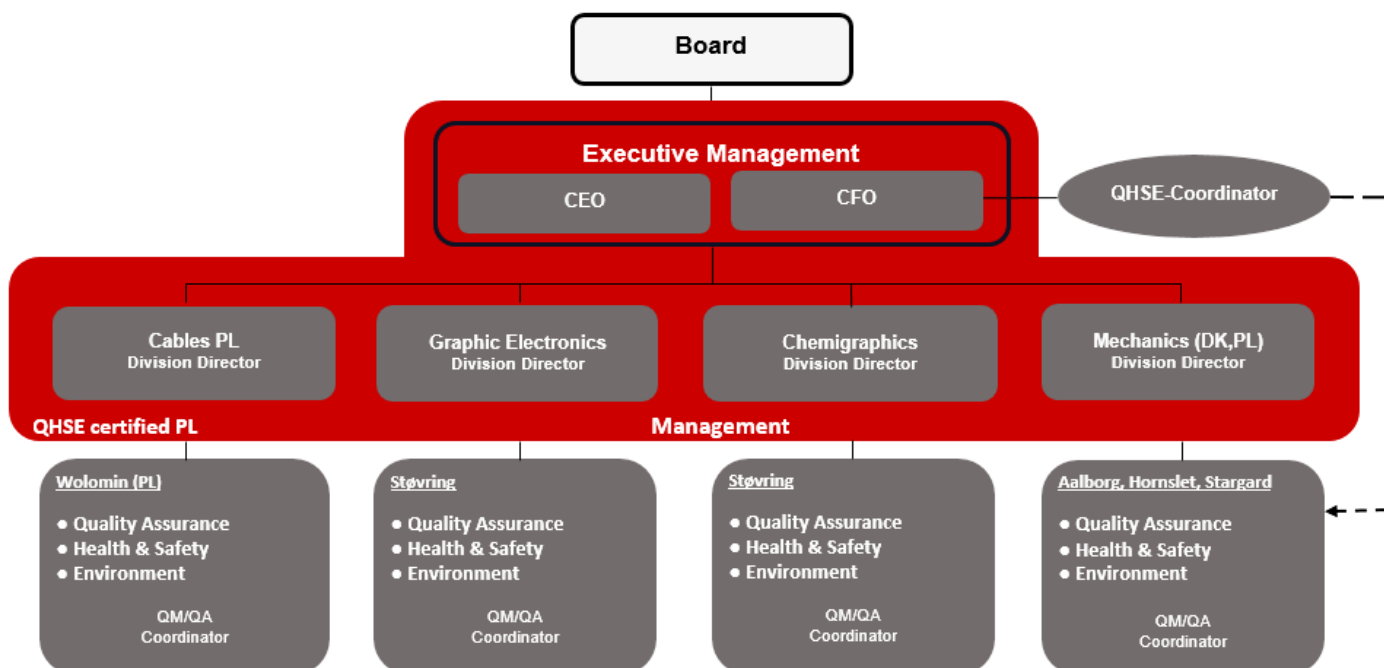 Board
Executive Management
CEO
CFO
QHSE-Coordinator
Cables PL
Division Director
Graphic Electronics
Division Director
Chemigraphics
Division Director
Mechanics (DK,PL)
Division Director
QHSE certified PL
Management
Wolomin (PL)
● Quality Assurance
● Health & Safety
● Environment
QM/QA
Coordinator
Støvring
● Quality Assurance
● Health & Safety
● Environment
QM/QA
Coordinator
Støvring
● Quality Assurance
● Health & Safety
● Environment
QM/QA
Coordinator
Aalborg, Hornslet, Stargard
● Quality Assurance
● Health & Safety
● Environment
QM/QA
Coordinator